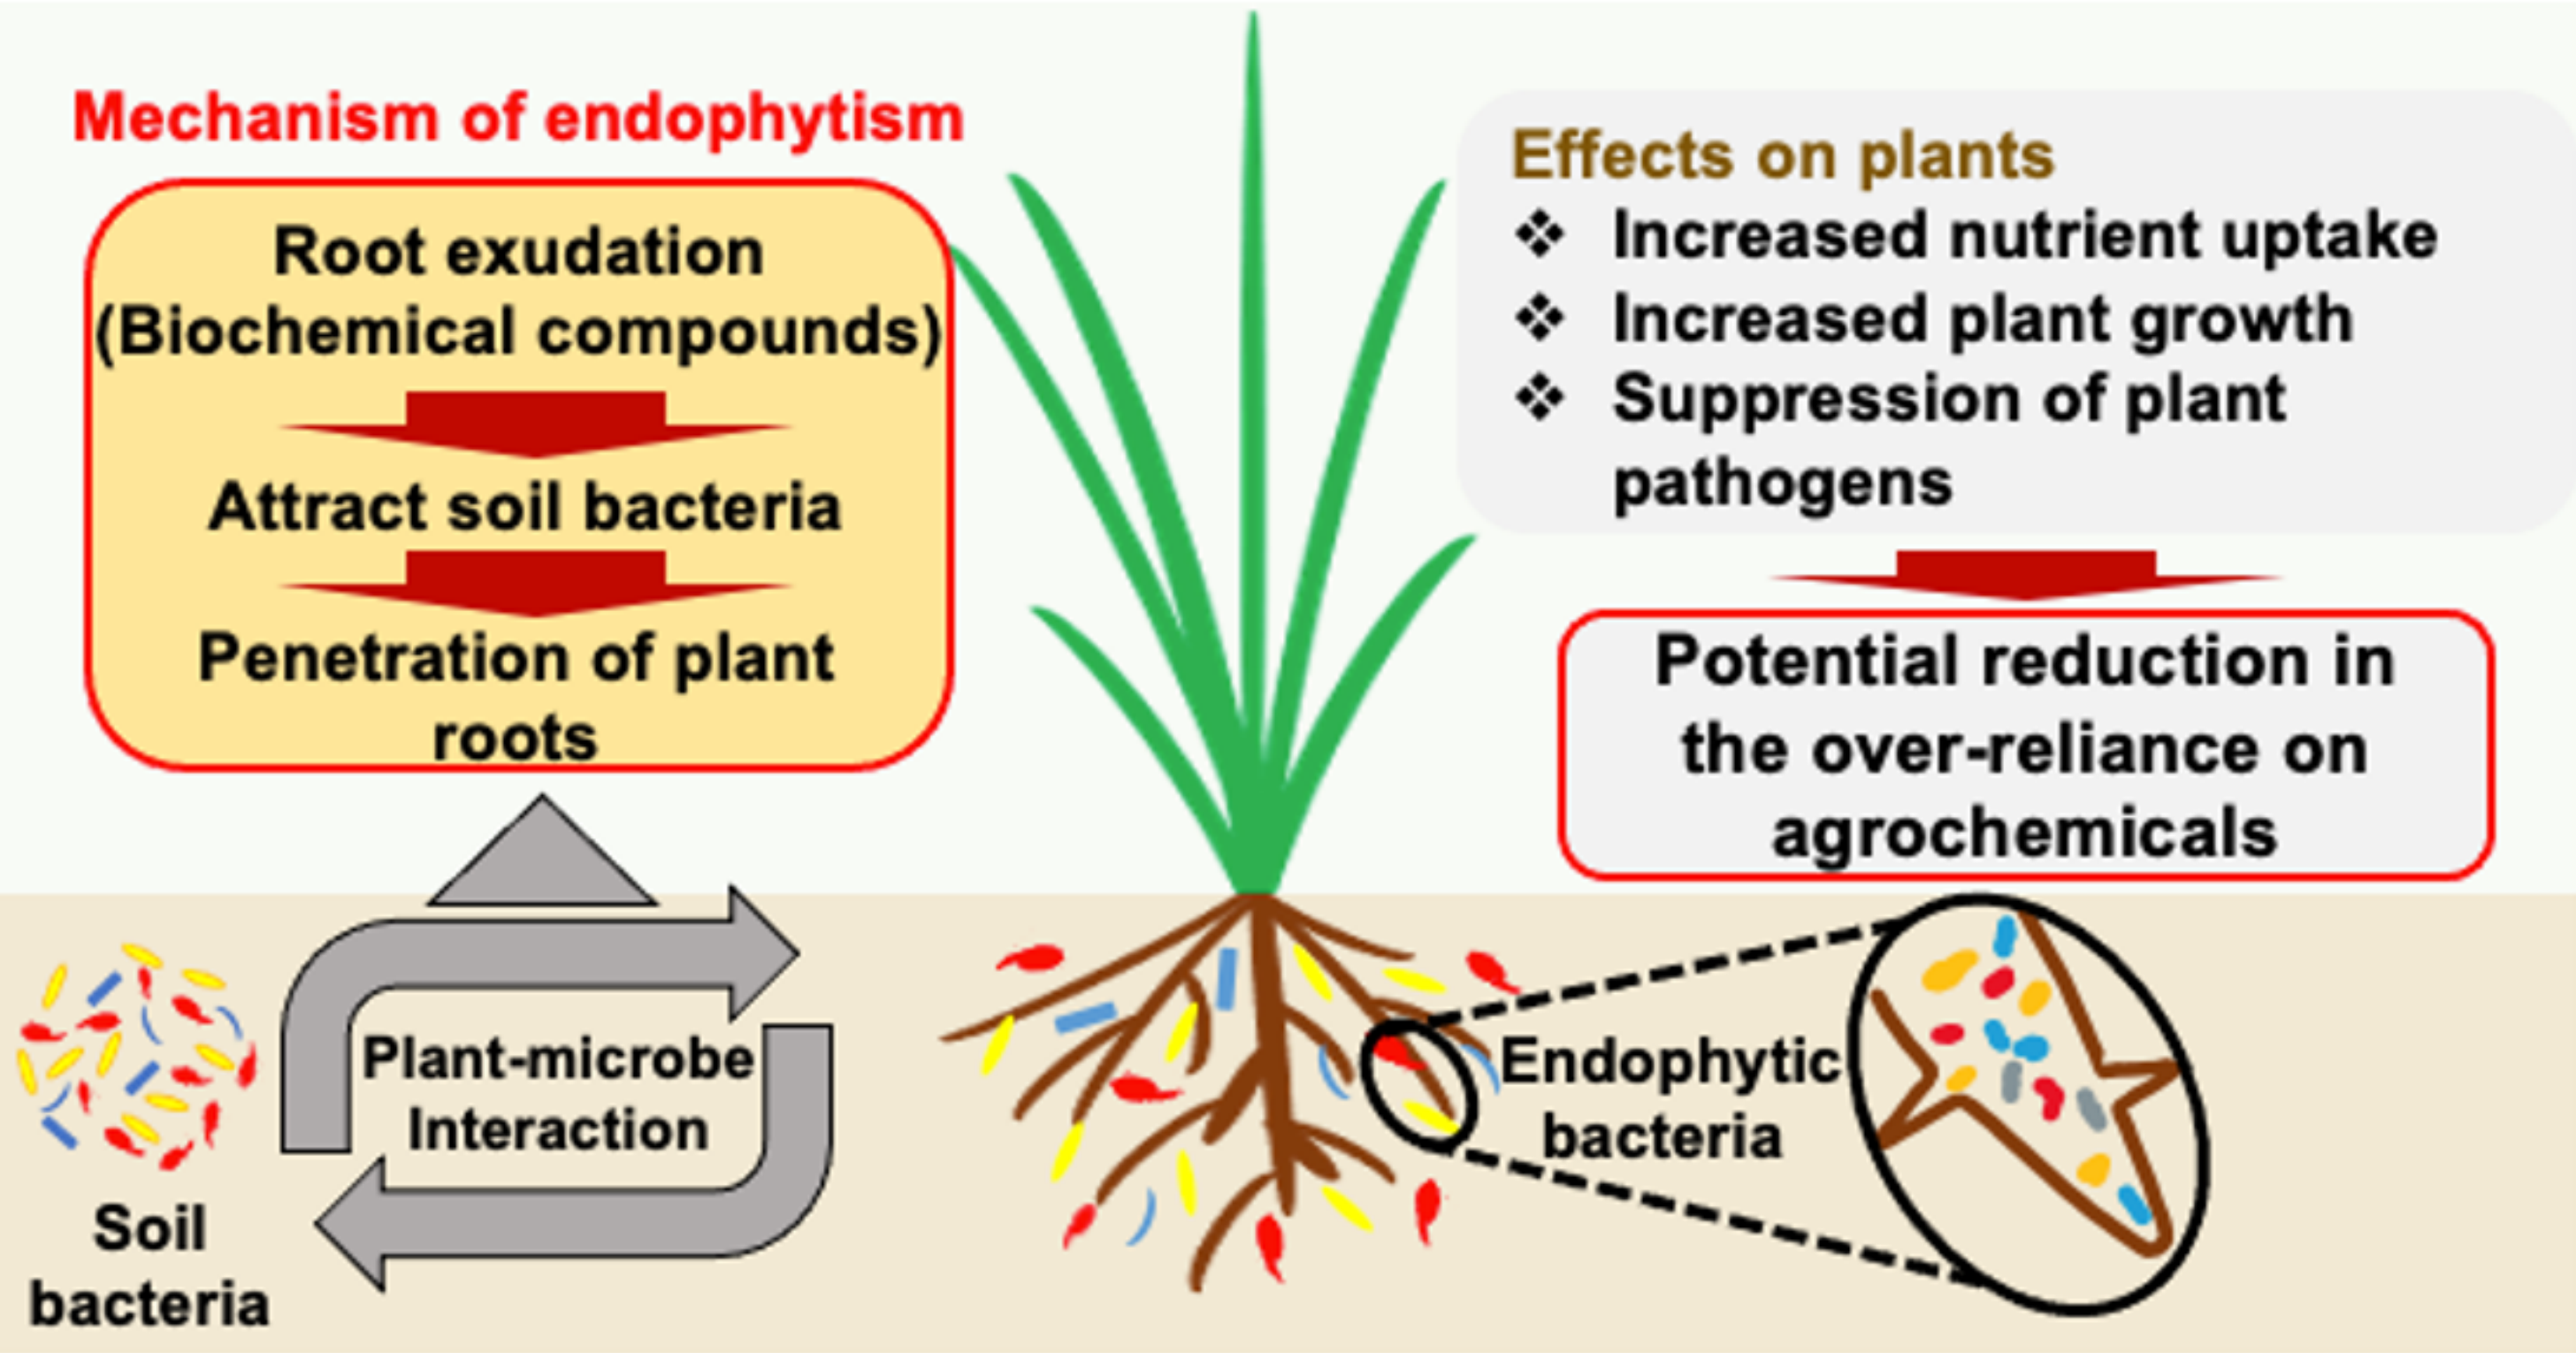 Mechanism of endophytism
Root exudation
(Biochemical compounds)
Attract soil bacteria
Penetration of plant
roots
Effects on plants
❖ Increased nutrient uptake
❖ Increased plant growth
❖ Suppression of plant
pathogens
Potential reduction in
the over-reliance on
agrochemicals
Plant-microbe
Interaction
Soil
bacteria
Endophytic
bacteria